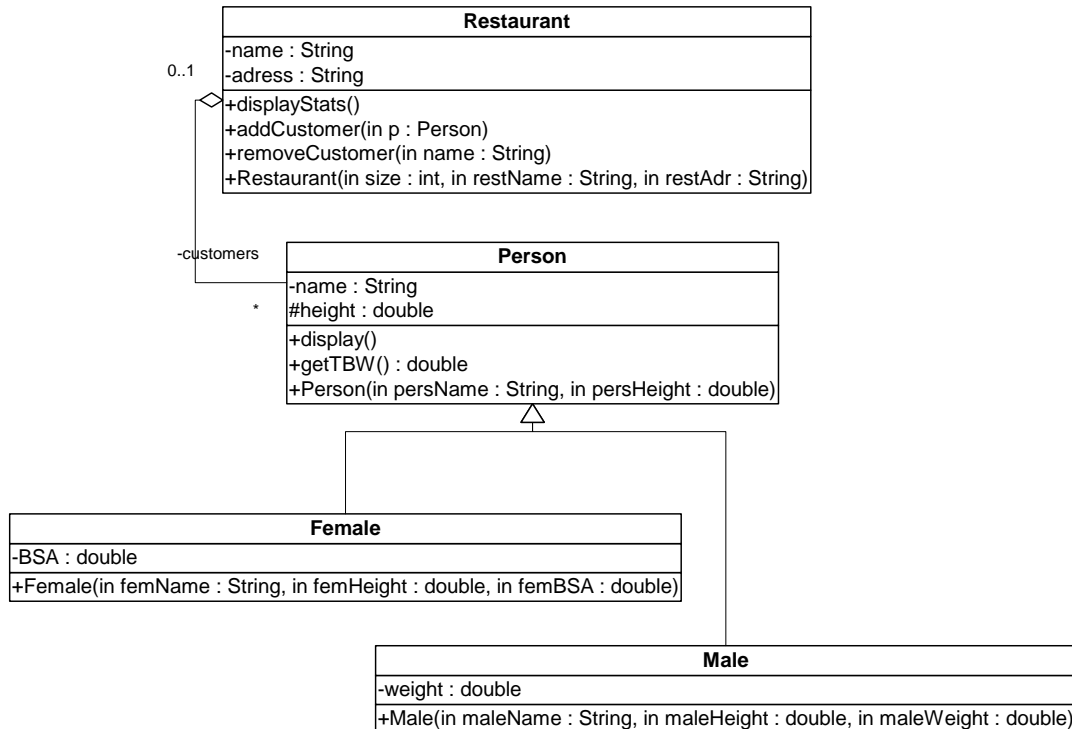 Restaurant
-name : String
-adress : String
+displayStats()
+addCustomer(in p : Person)
+removeCustomer(in name : String)
+Restaurant(in size : int, in restName : String, in restAdr : String)
0..1
-customers
*
Person
-name : String
#height : double
+display()
+getTBW() : double
+Person(in persName : String, in persHeight : double)
Female
-BSA : double
+Female(in femName : String, in femHeight : double, in femBSA : double)
Male
-weight : double
+Male(in maleName : String, in maleHeight : double, in maleWeight : double)